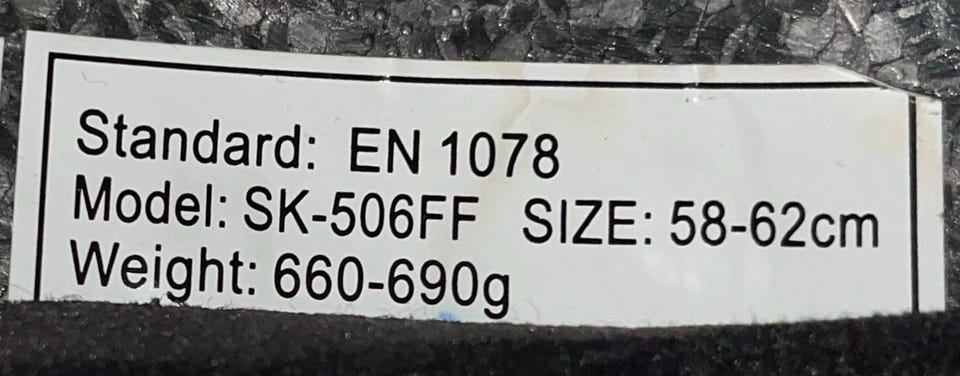 Standard: EN 1078
Model: SK-506FF SIZE: 58-62cm
Weight: 660-690g